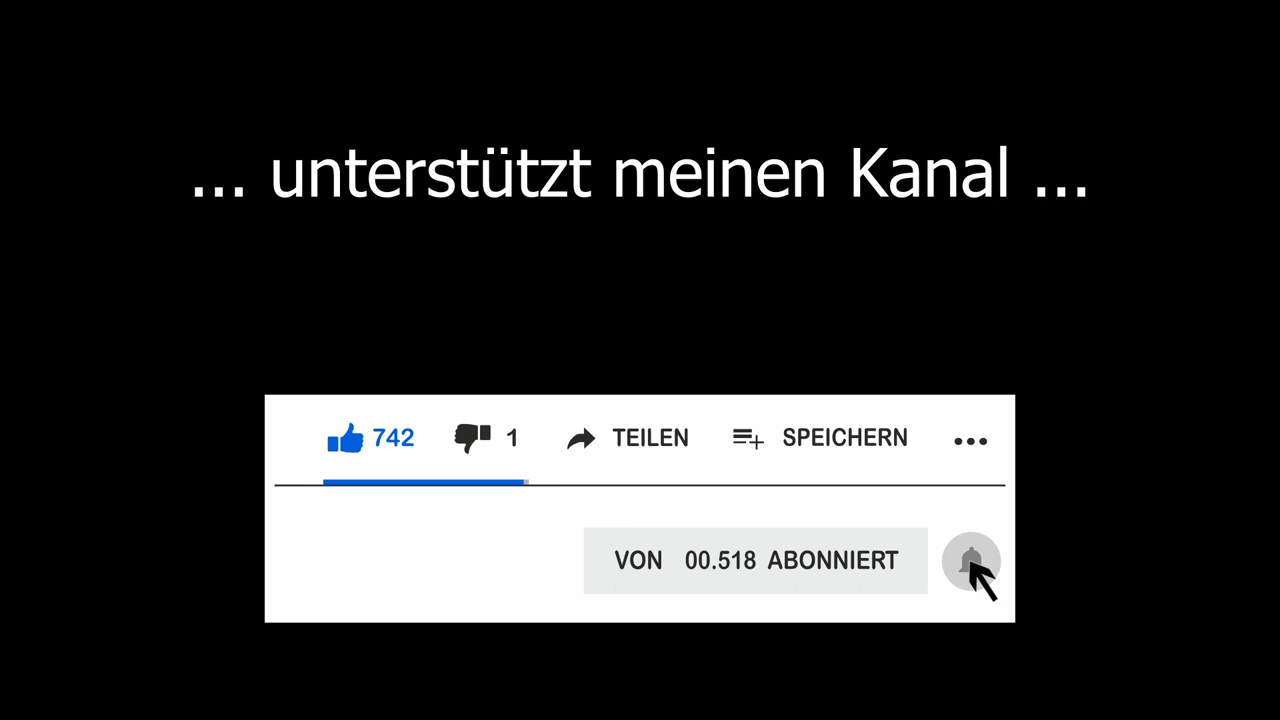 ... unterstützt meinen Kanal ...
742 1 TEILEN SPEICHERN
VON 00.518 ABONNIERT